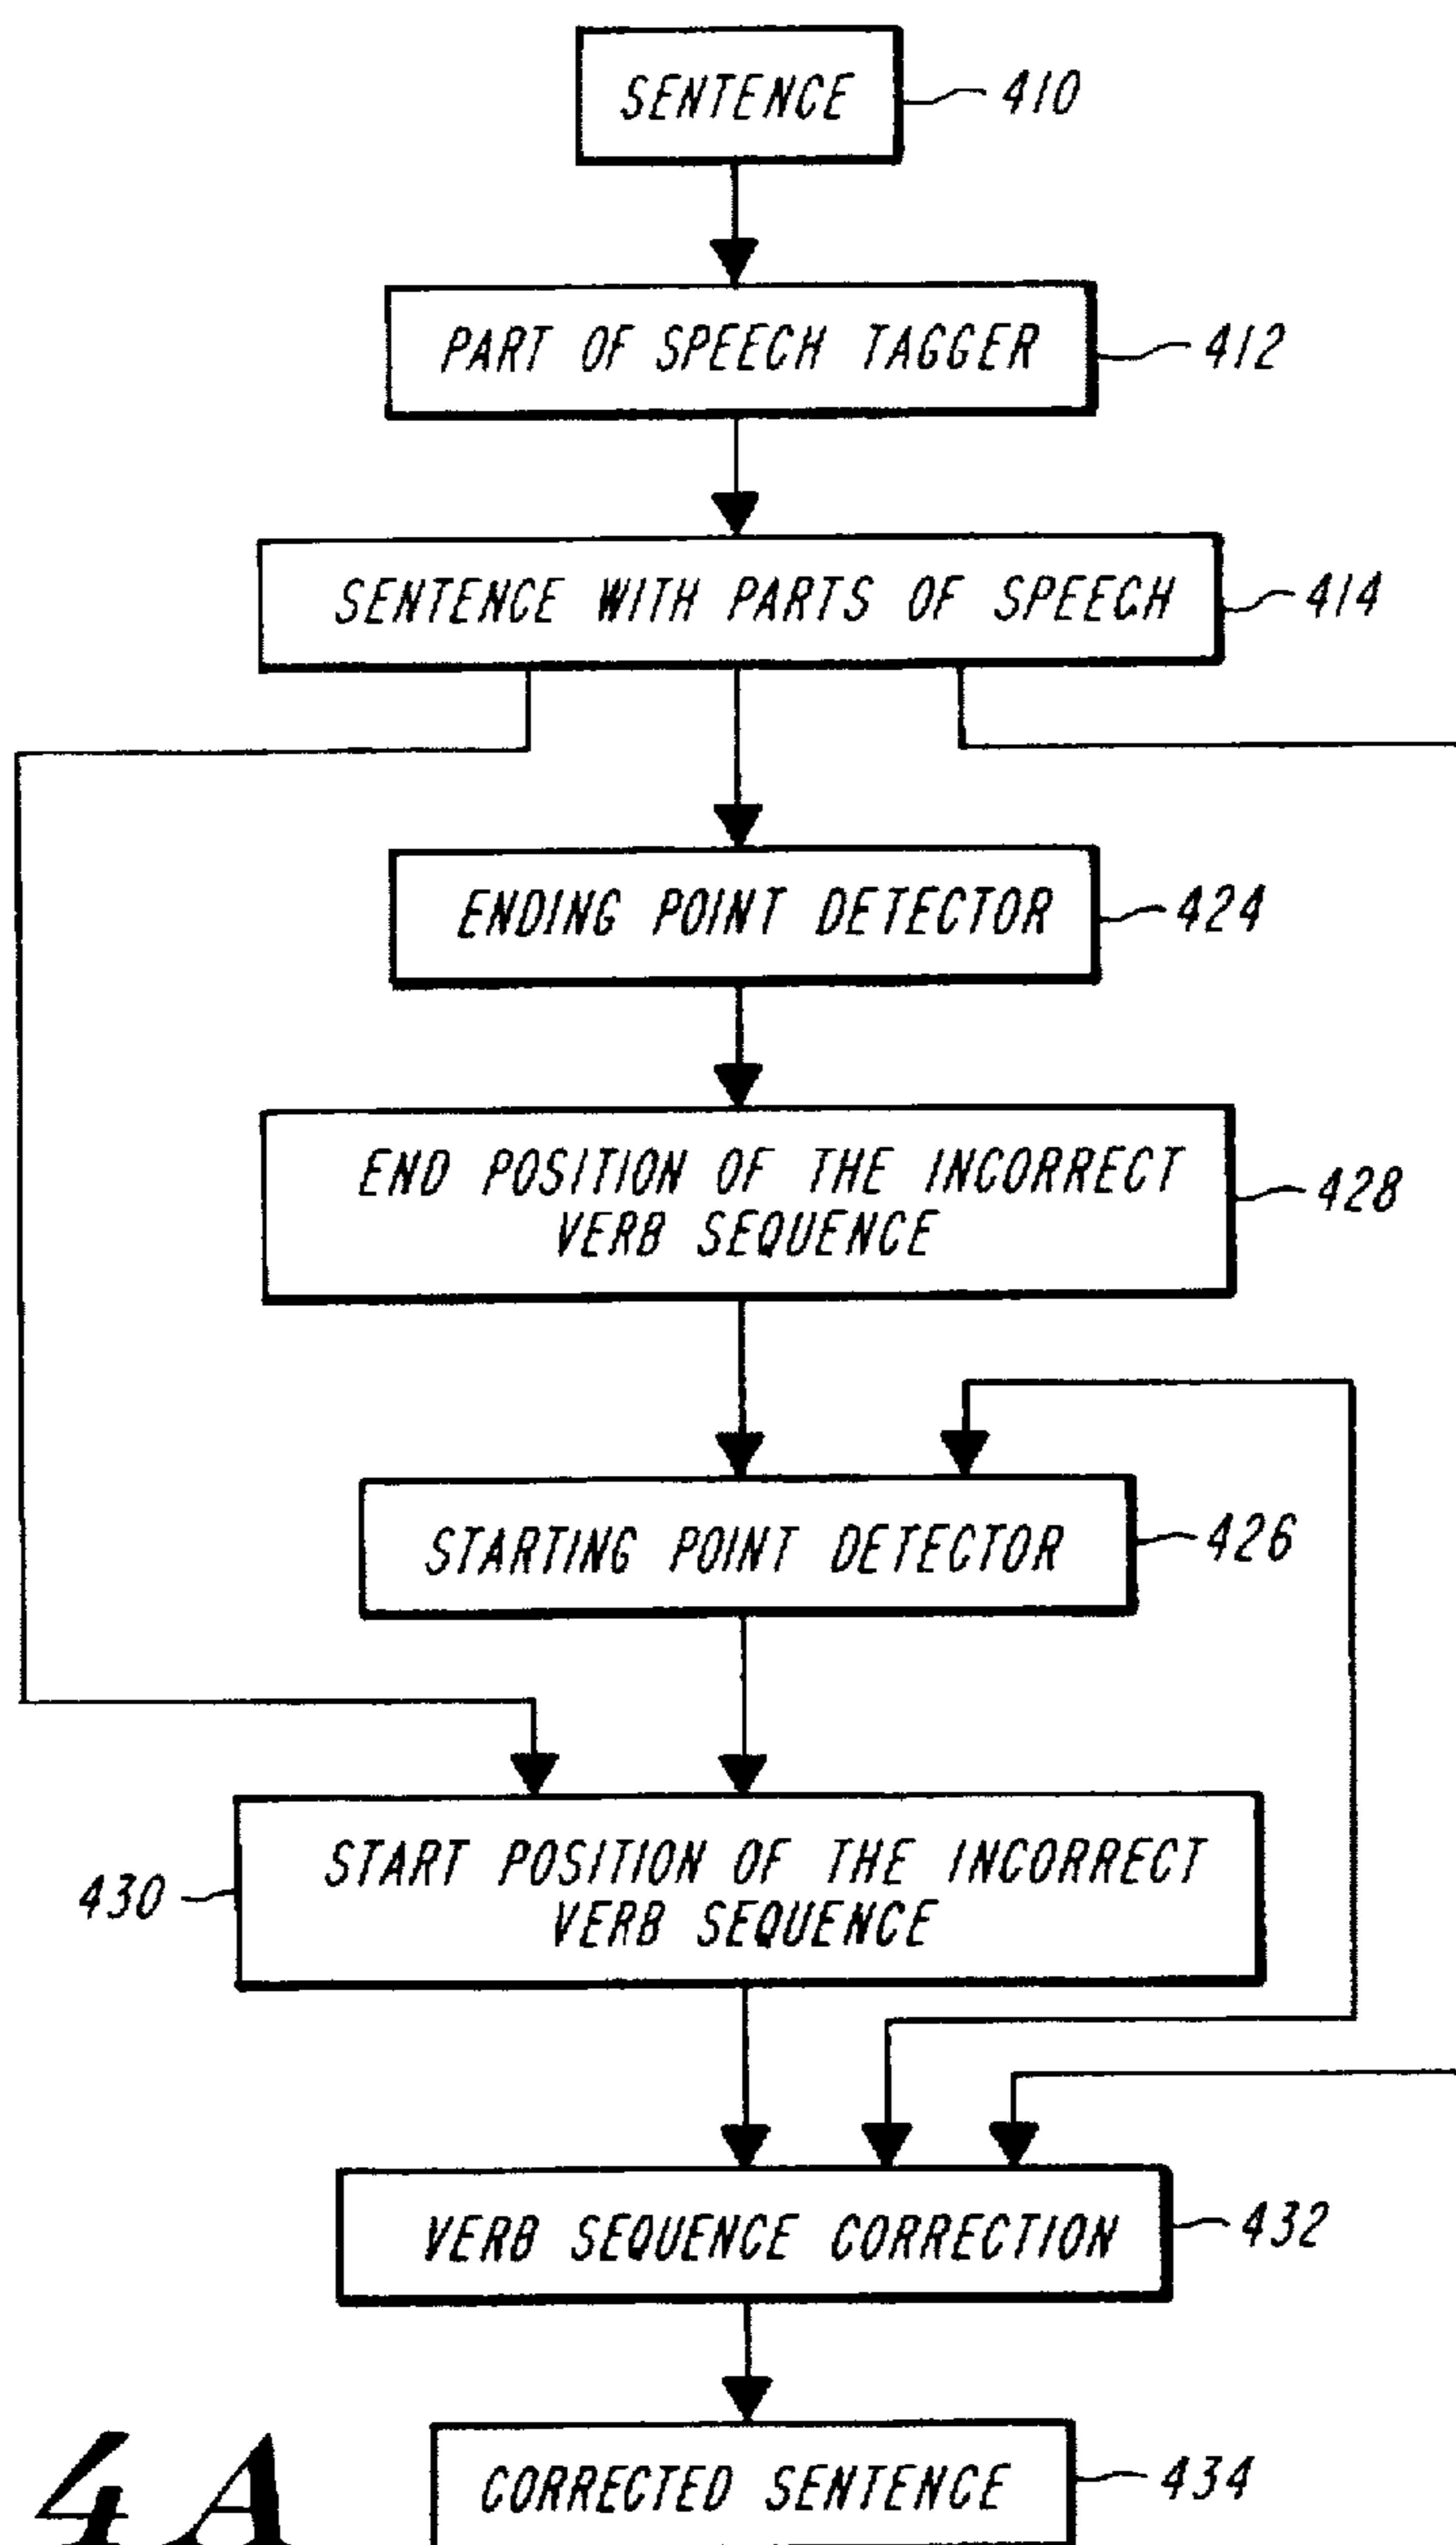 SENTENCE
410
PART OF SPEECH TAGGER
412
SENTENCE WITH PARTS OF SPEECH
414
ENDING POINT DETECTOR
424
END POSITION OF THE INCORRECT
VERB SEQUENCE
428
STARTING POINT DETECTOR
426
START POSITION OF THE INCORRECT
VERB SEQUENCE
430
VERB SEQUENCE CORRECTION
432
CORRECTED SENTENCE
434
4A